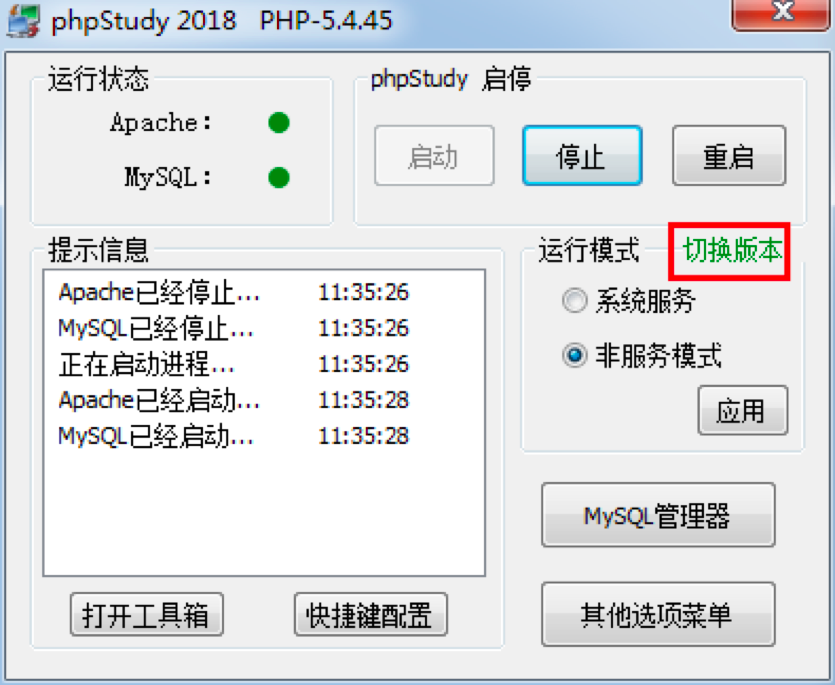 phpStudy 2018 PHP-5.4.45
运行状态
Apache:
MySQL:
phpStudy 启停
启动 停止 重启
提示信息
Apache已经停止... 11:35:26
MySQL已经停止... 11:35:26
正在启动进程... 11:35:26
Apache已经启动... 11:35:28
MySQL已经启动... 11:35:28
打开工具箱 快捷键配置
运行模式 切换版本
系统服务
非服务模式
应用
MySQL管理器
其他选项菜单